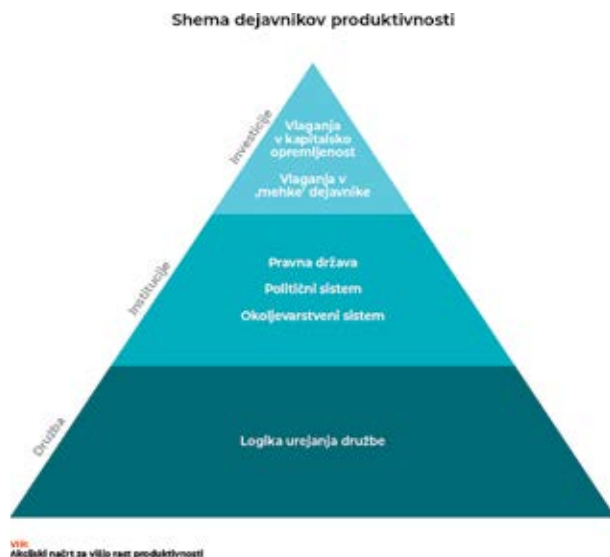 Shema dejavnikov produktivnosti
Investicije
Vlaganja
v kapitalsko
opremljenost
Vlaganja v
‚mehke‘ dejavnike
Institucije
Pravna država
Politični sistem
Okoljevarstveni sistem
Družba
Logika urejanja družbe
Vir:
Akcijski načrt za višjo rast produktivnosti